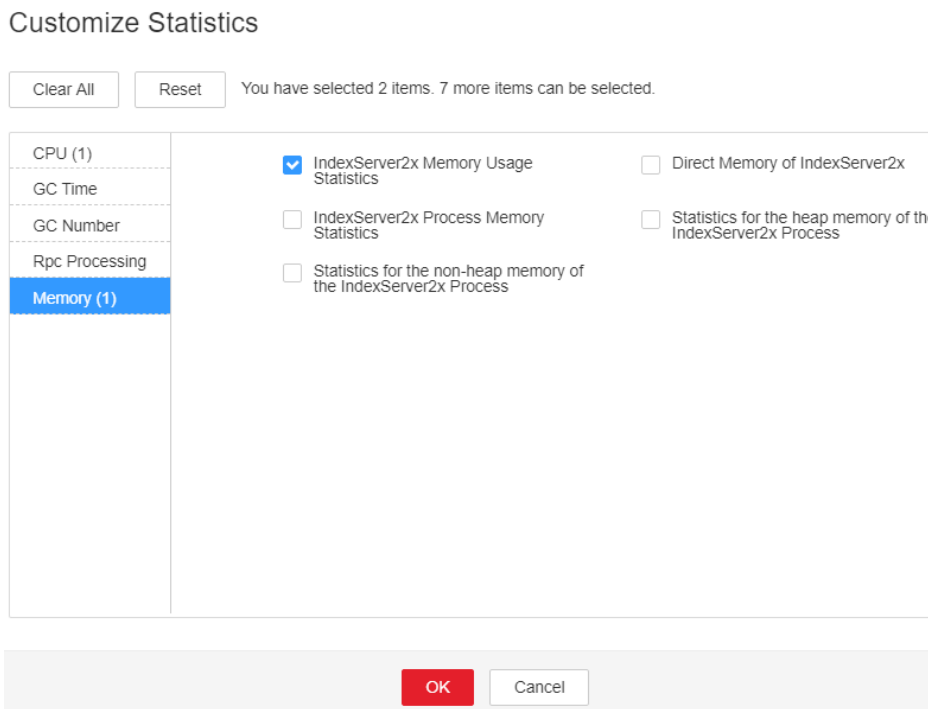 Customize Statistics
Clear All
Reset
You have selected 2 items. 7 more items can be selected.
CPU (1)
GC Time
GC Number
Rpc Processing
Memory (1)
IndexServer2x Memory Usage
Statistics
Direct Memory of IndexServer2x
IndexServer2x Process Memory
Statistics
Statistics for the heap memory of
IndexServer2x Process
Statistics for the non-heap memory of
the IndexServer2x Process
OK
Cancel